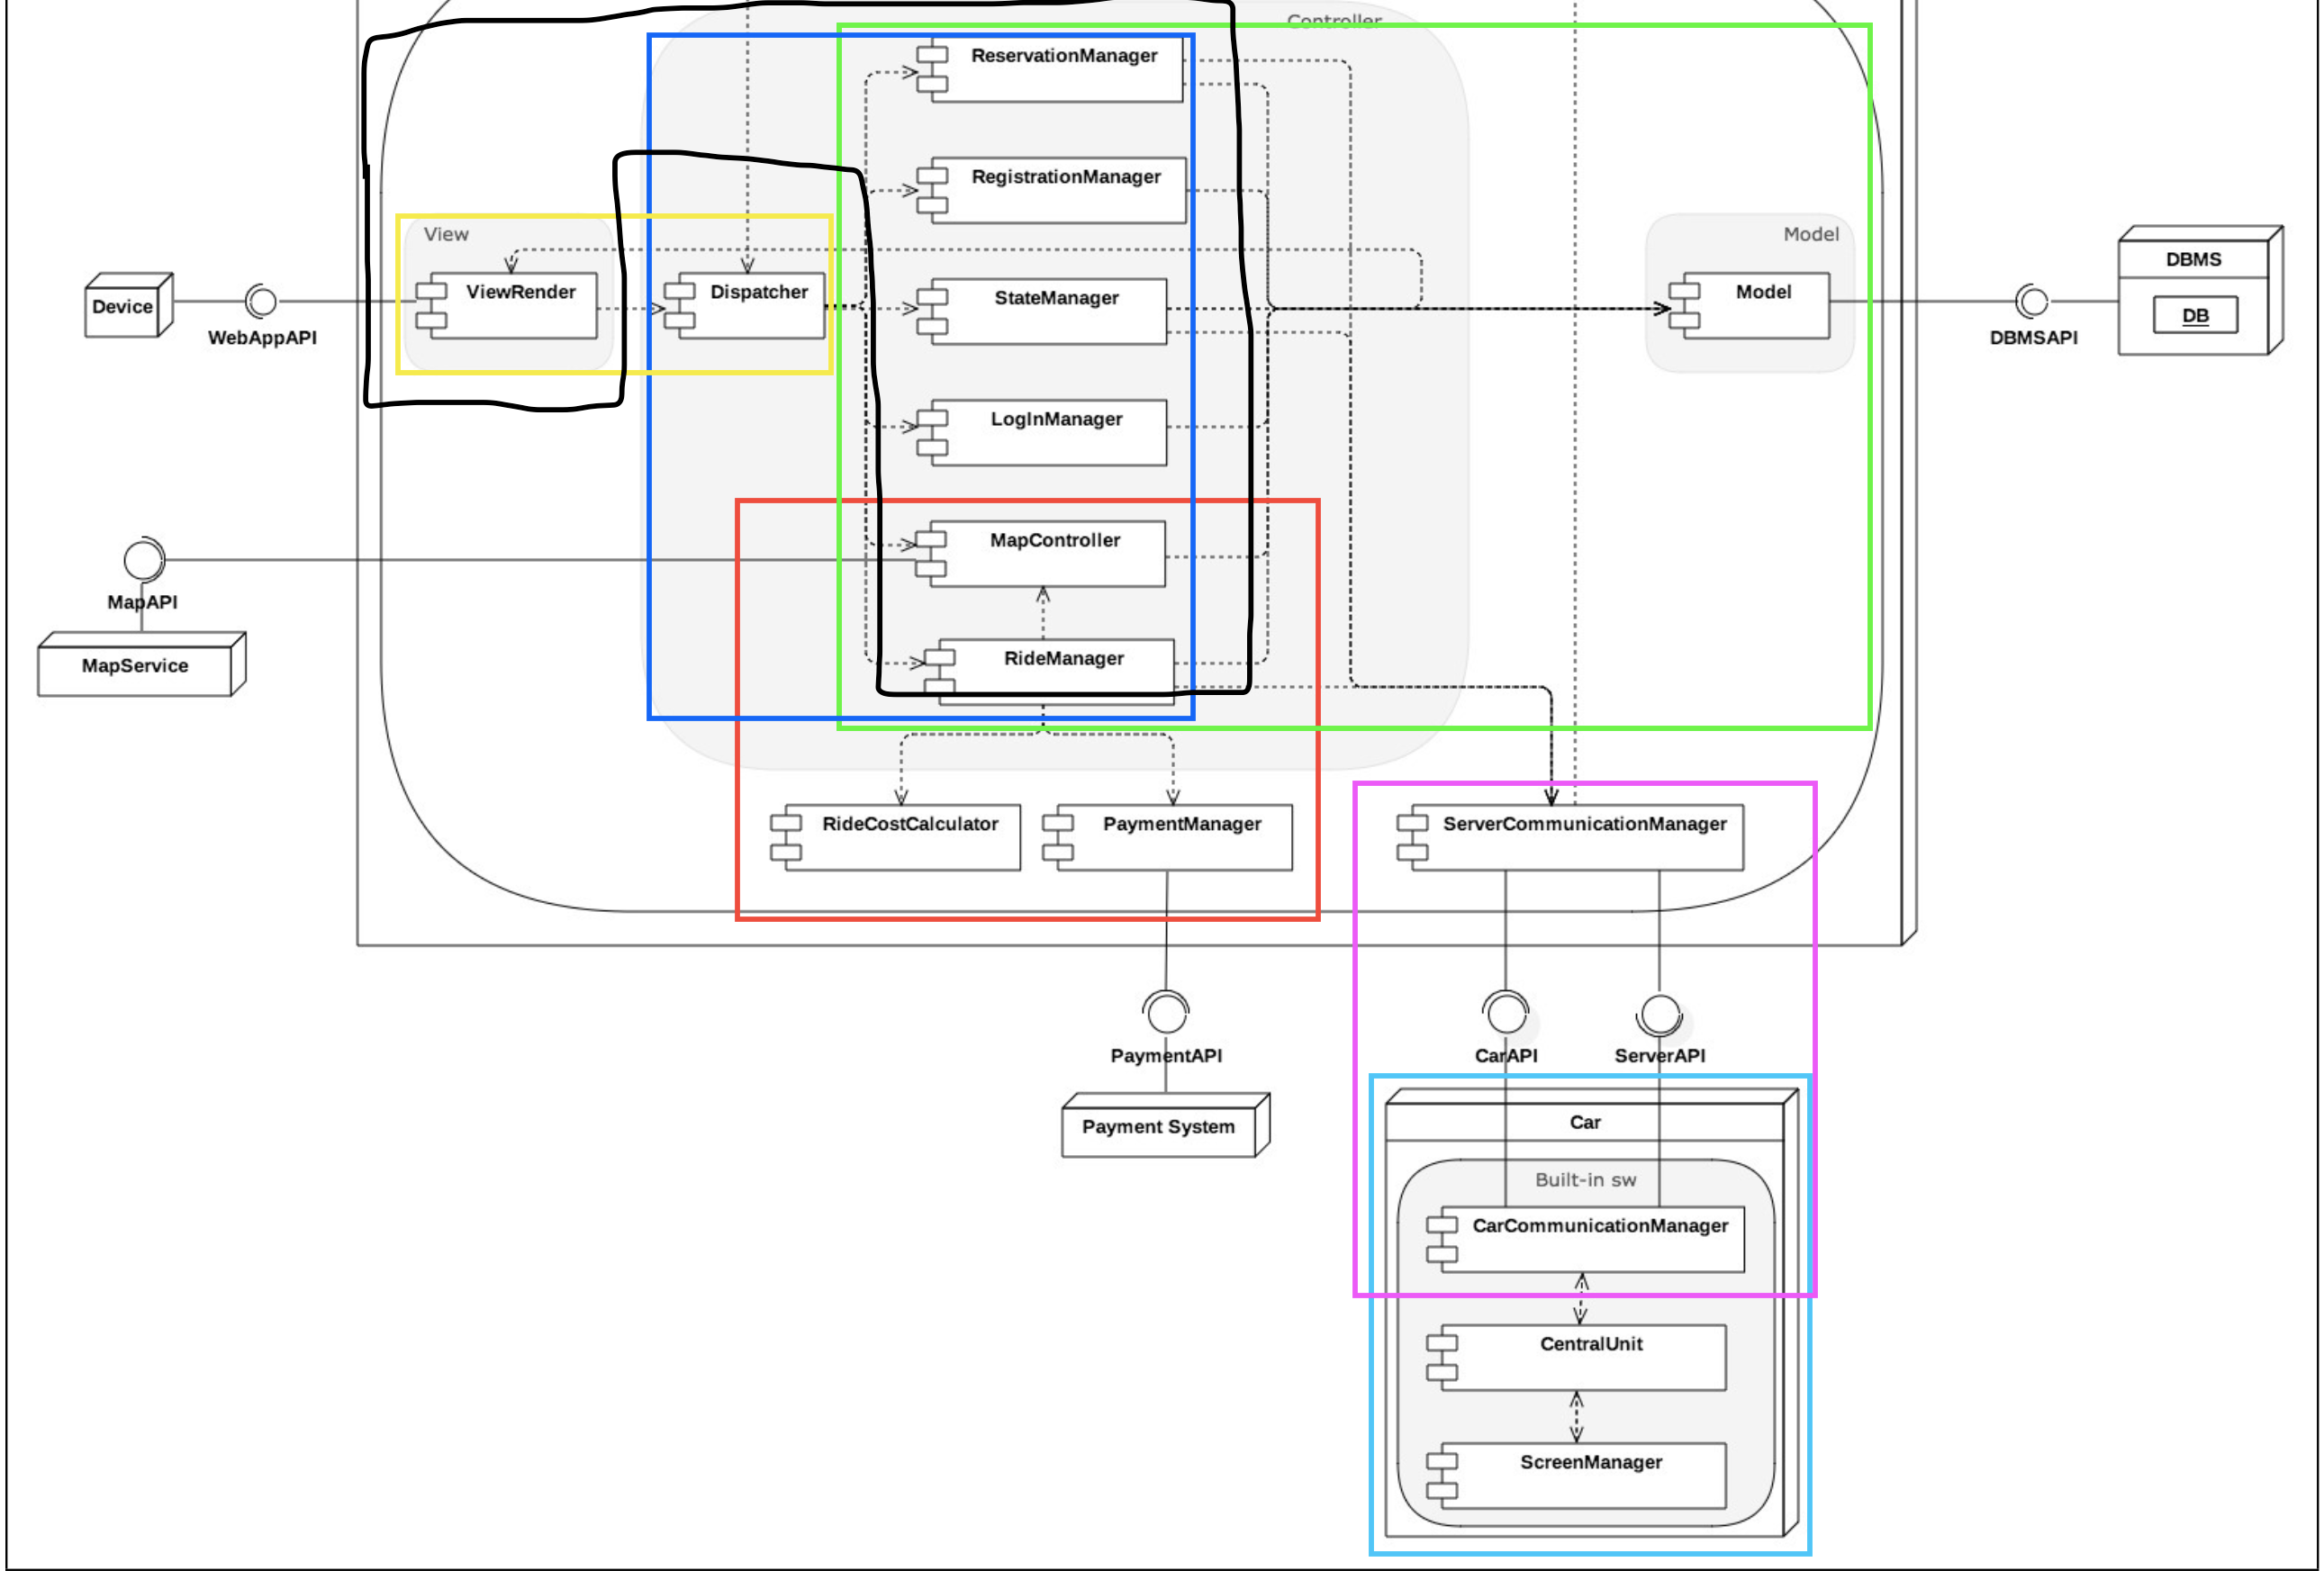 Controller
ReservationManager
RegistrationManager
View
Model
ViewRender
Dispatcher
StateManager
Model
DBMS
DB
Device
WebAppAPI
DBMSAPI
LogInManager
MapController
MapAPI
RideManager
MapService
RideCostCalculator
PaymentManager
ServerCommunicationManager
PaymentAPI
CarAPI
ServerAPI
Payment System
Car
Built-in sw
CarCommunicationManager
CentralUnit
ScreenManager